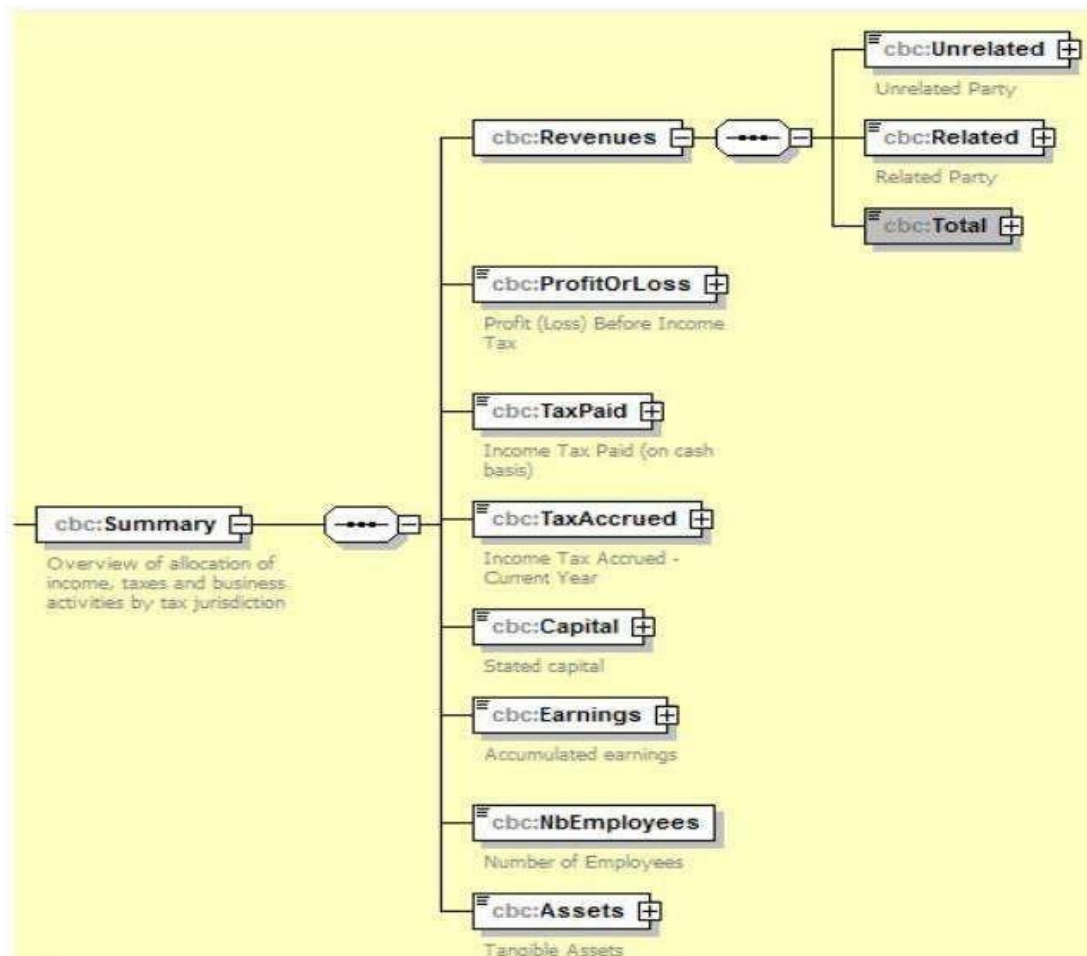 cbc:Unrelated
Unrelated Party
cbc:Revenues
cbc:Related
Related Party
cbc:Total
cbc:ProfitOrLoss
Profit (Loss) Before Income
Tax
cbc:TaxPaid
Income Tax Paid (on cash
basis)
cbc:Summary
Overview of allocation of
income, taxes and business
activities by tax jurisdiction
cbc:TaxAccrued
Income Tax Accrued -
Current Year
cbc:Capital
Stated capital
cbc:Earnings
Accumulated earnings
cbc:NbEmployees
Number of Employees
cbc:Assets
Tangible Assets